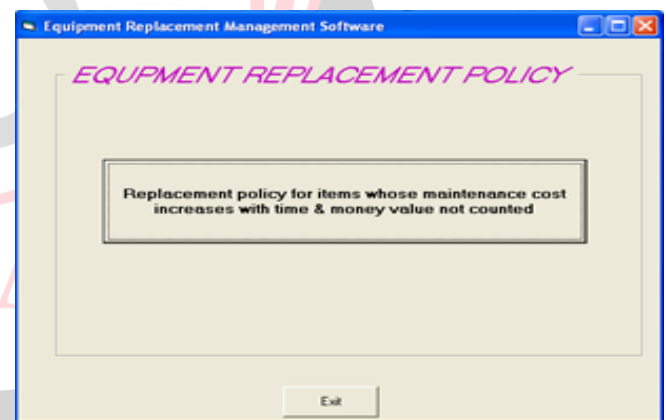 Equipment Replacement Management Software
EQUPMENT REPLACEMENT POLICY
Replacement policy for items whose maintenance cost
increases with time & money value not counted
Exit